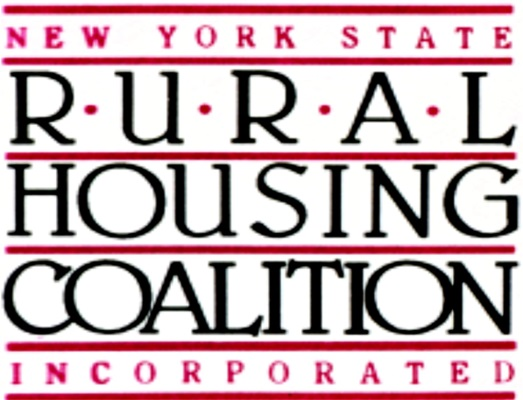 NEW YORK STATE
R·U·R·A·L
HOUSING
COALITION
INCORPORATED